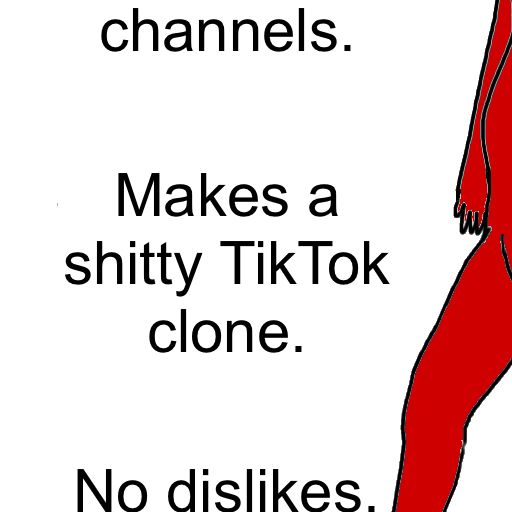 channels.
Makes a
shitty TikTok
clone.
No dislikes.